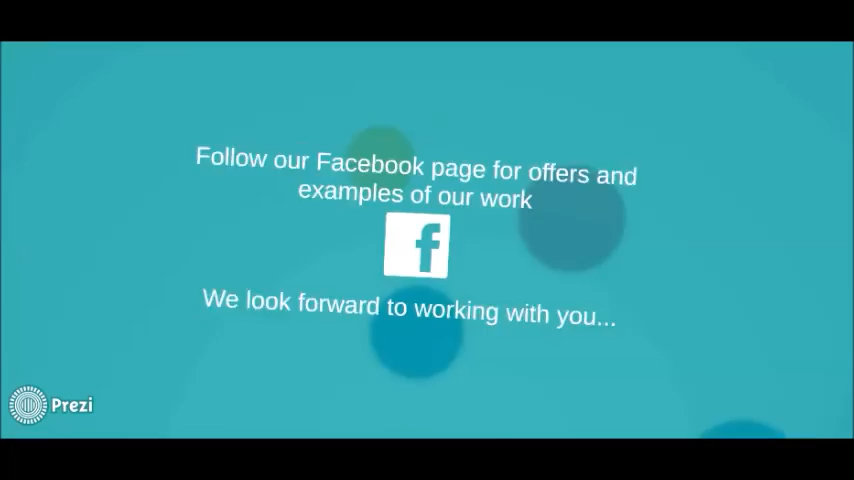 Follow our Facebook page for offers and
examples of our work
f
We look forward to working with you...
Prezi